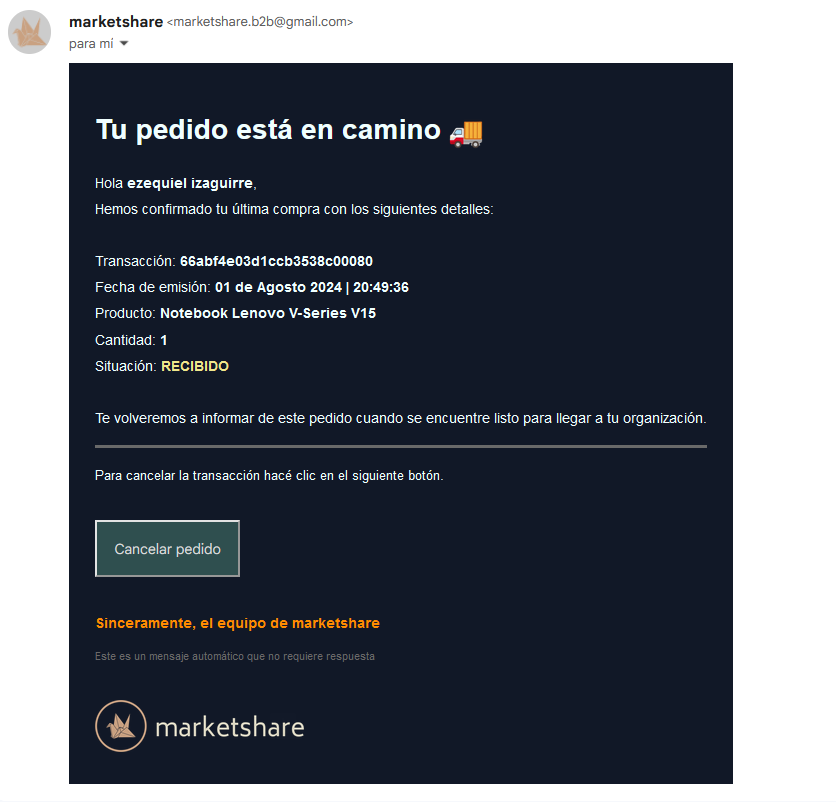 marketshare <marketshare.b2b@gmail.com>
para mí
Tu pedido está en camino 🚚
Hola ezequiel izaguirre,
Hemos confirmado tu última compra con los siguientes detalles:
Transacción: 66abf4e03d1ccb3538c00080
Fecha de emisión: 01 de Agosto 2024 | 20:49:36
Producto: Notebook Lenovo V-Series V15
Cantidad: 1
Situación: RECIBIDO
Te volveremos a informar de este pedido cuando se encuentre listo para llegar a tu organización.
Para cancelar la transacción hacé clic en el siguiente botón.
Cancelar pedido
Sinceramente, el equipo de marketshare
Este es un mensaje automático que no requiere respuesta
marketshare